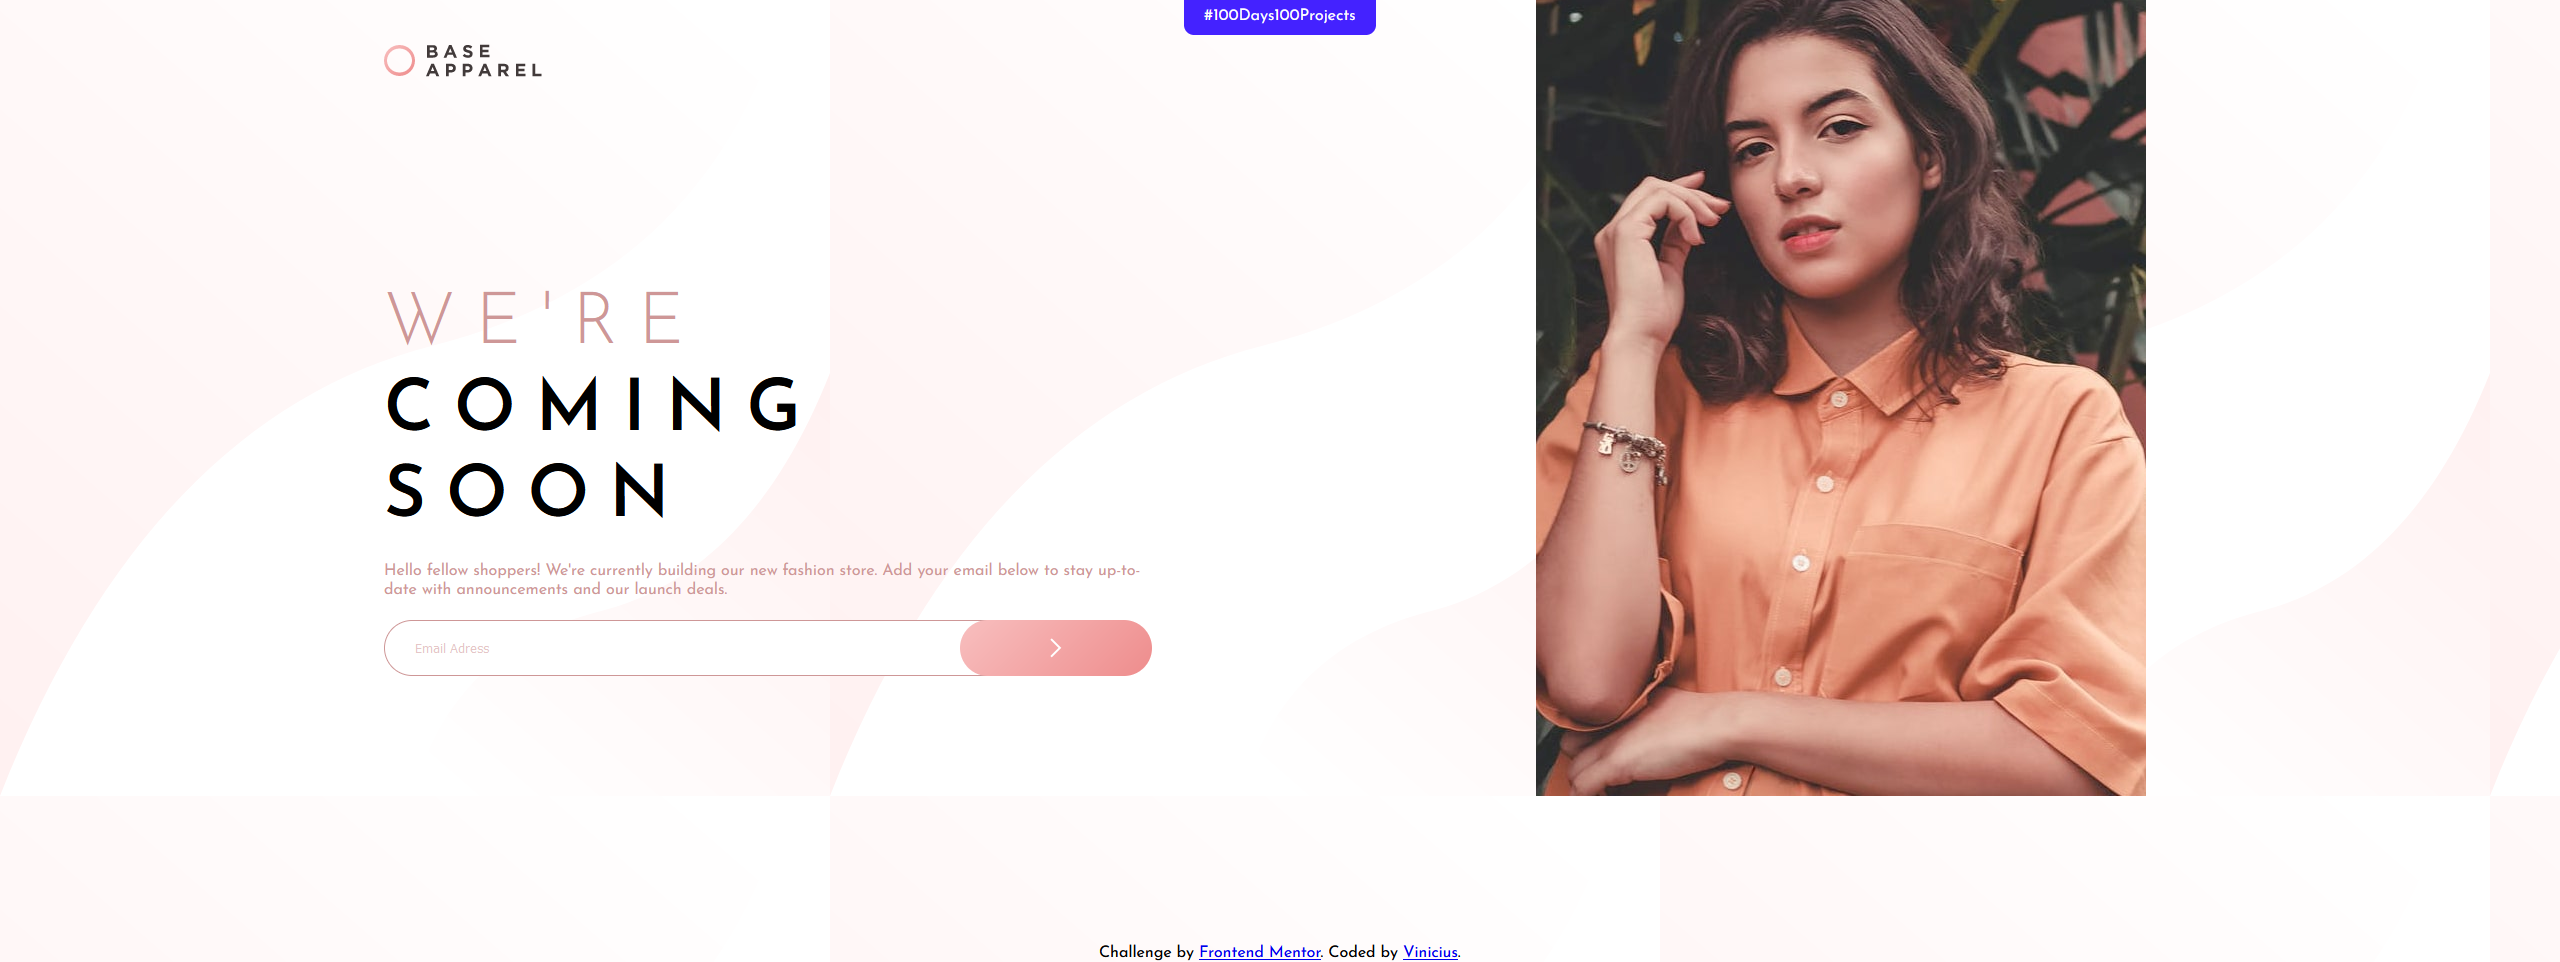 #100Days100Projects
BASE
APPAREL
WE'RE
COMING
SOON
Hello fellow shoppers! We're currently building our new fashion store. Add your email below to stay up-to-
date with announcements and our launch deals.
Email Adress
Challenge by Frontend Mentor. Coded by Vinicius.